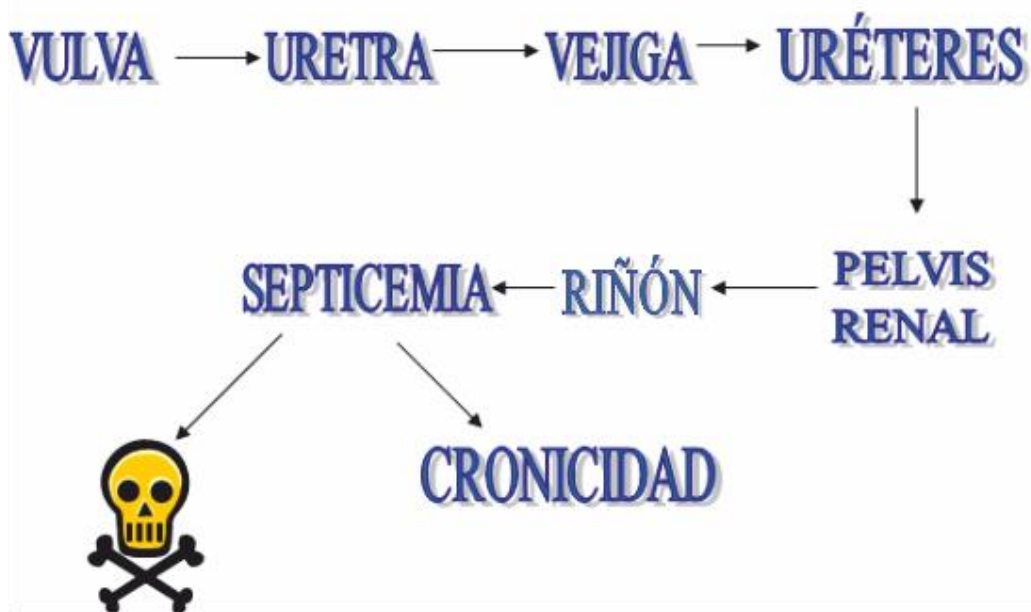 VULVA
URETRA
VEJIGA
URÉTERES
PELVIS
RENAL
RIÑÓN
SEPTICEMIA
CRONICIDAD